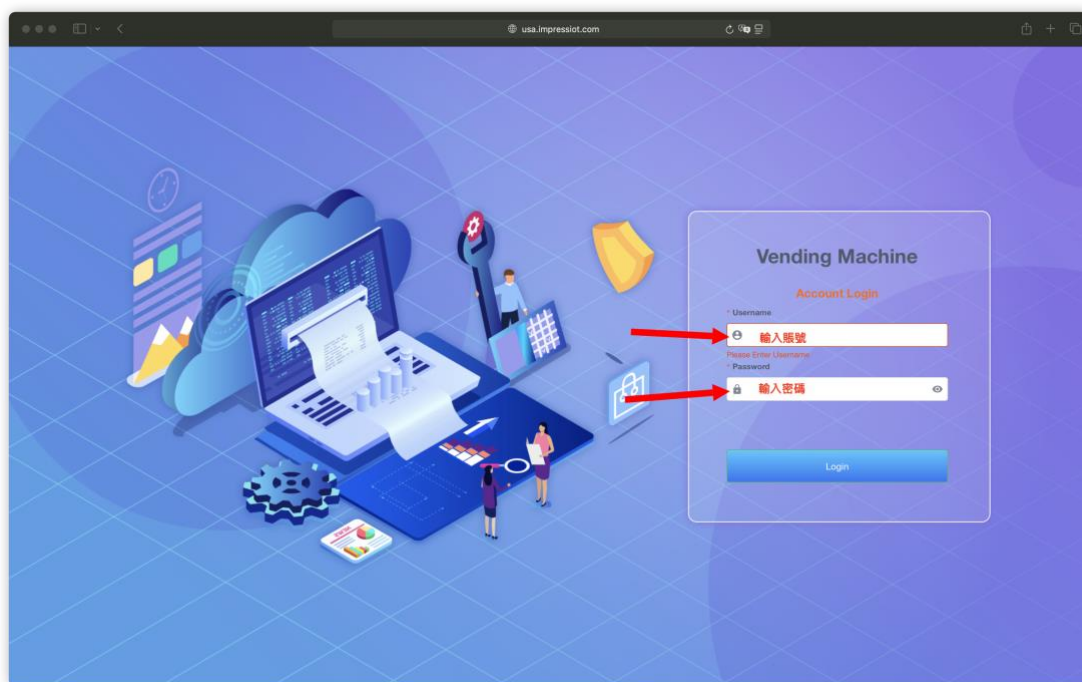 usa.impressiot.com
Vending Machine
Account Login
* Username
輸入賬號
Please Enter Username
* Password
輸入密碼
Login